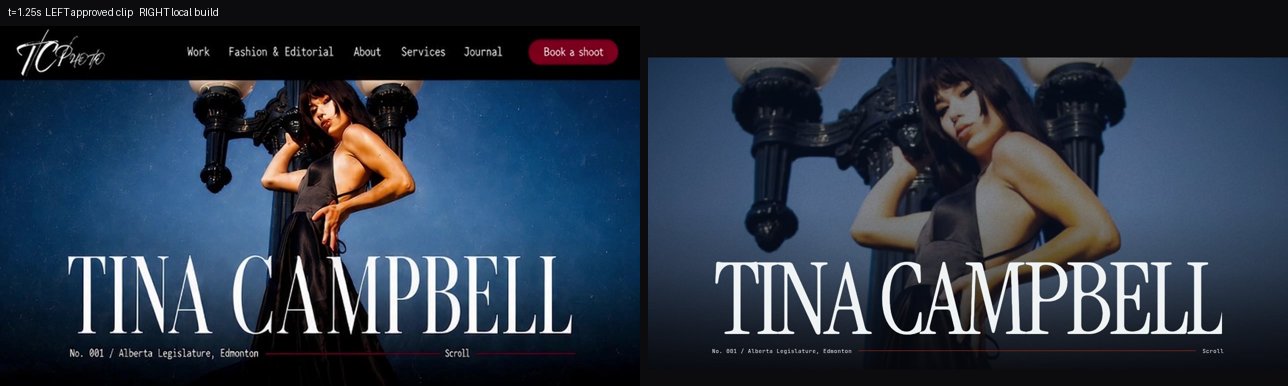 t=1.25s LEFT approved clip RIGHT local build
TCPhoto
Work Fashion & Editorial About Services Journal Book a shoot
TINA CAMPBELL
No. 001 / Alberta Legislature, Edmonton Scroll
TINA CAMPBELL
No. 001 / Alberta Legislature, Edmonton Scroll